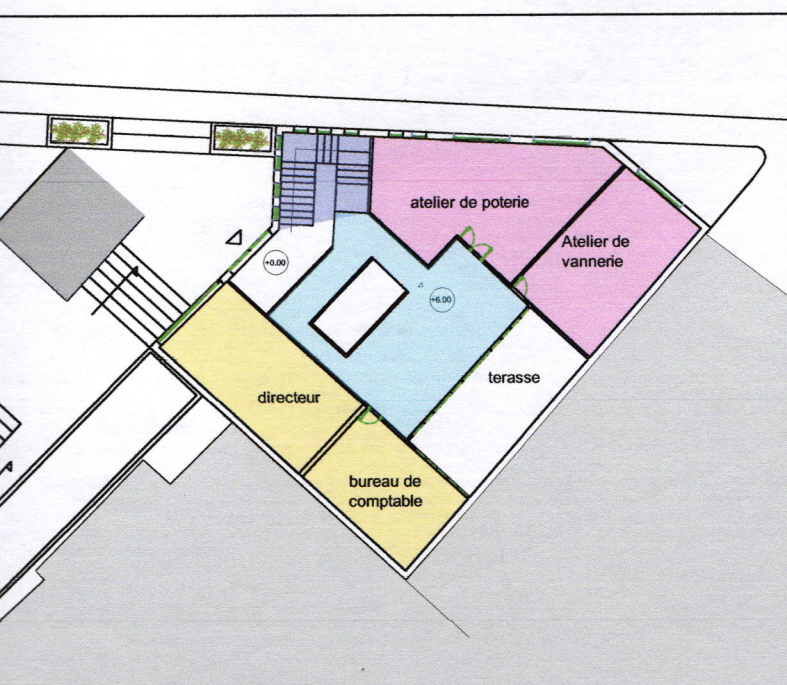 atelier de poterie
Atelier de
vannerie
+0.00
+6.00
terasse
directeur
bureau de
comptable